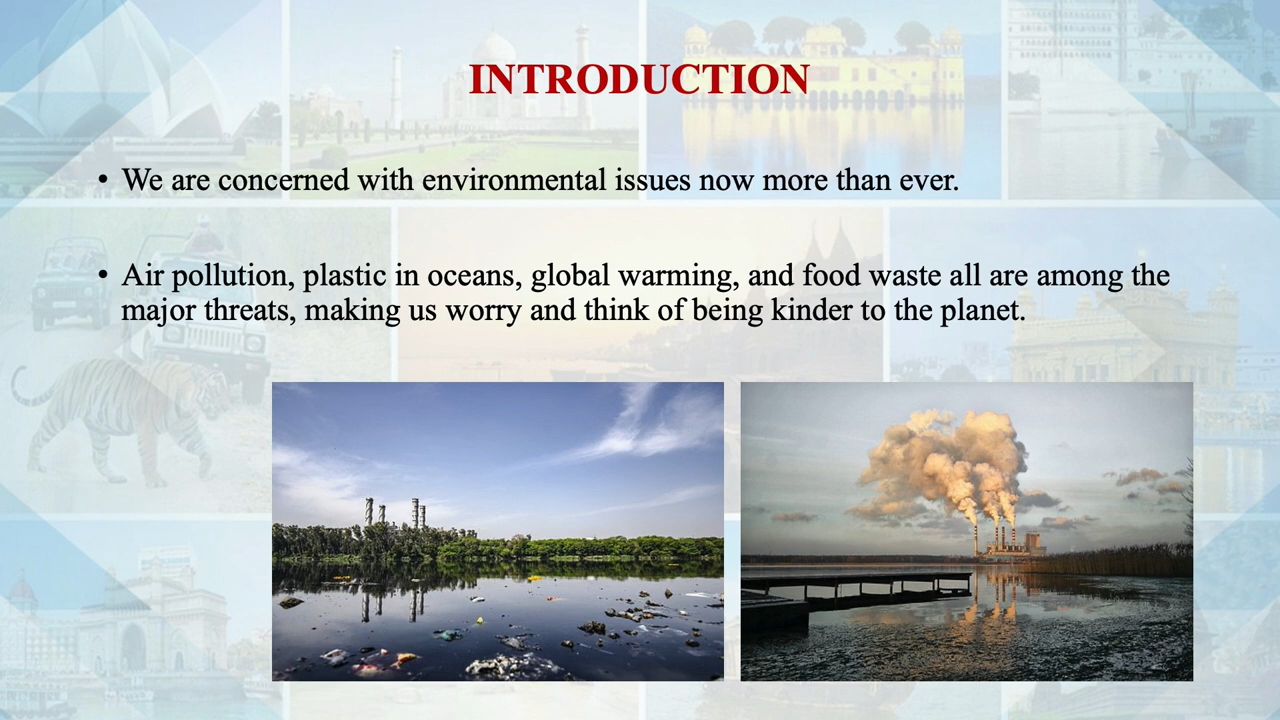 INTRODUCTION
• We are concerned with environmental issues now more than ever.
• Air pollution, plastic in oceans, global warming, and food waste all are among the
major threats, making us worry and think of being kinder to the planet.